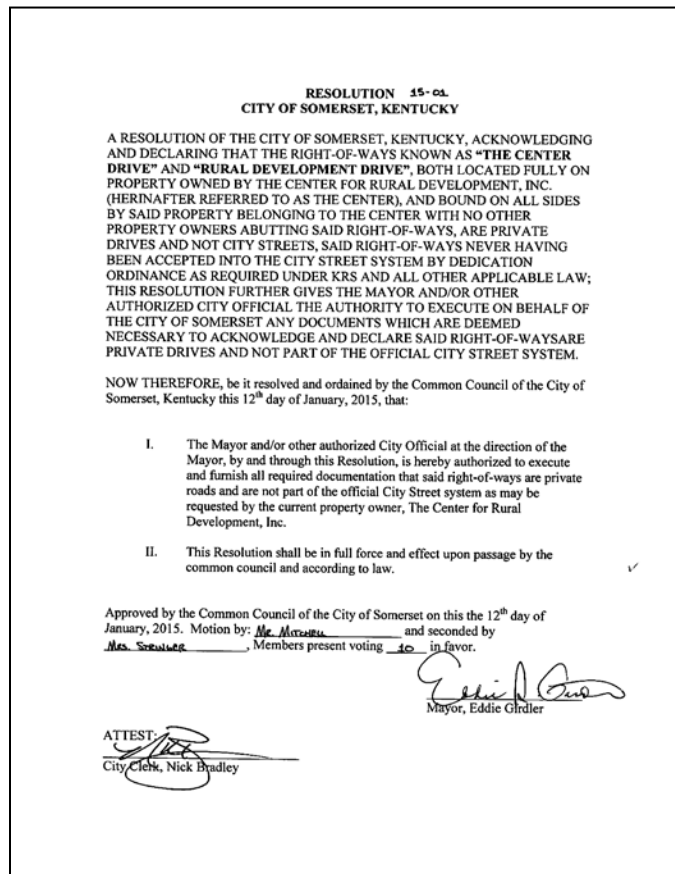 RESOLUTION 15-01
CITY OF SOMERSET, KENTUCKY
A RESOLUTION OF THE CITY OF SOMERSET, KENTUCKY, ACKNOWLEDGING
AND DECLARING THAT THE RIGHT-OF-WAYS KNOWN AS "THE CENTER
DRIVE" AND "RURAL DEVELOPMENT DRIVE", BOTH LOCATED FULLY ON
PROPERTY OWNED BY THE CENTER FOR RURAL DEVELOPMENT, INC.
(HERINAFTER REFERRED TO AS THE CENTER), AND BOUND ON ALL SIDES
BY SAID PROPERTY BELONGING TO THE CENTER WITH NO OTHER
PROPERTY OWNERS ABUTTING SAID RIGHT-OF-WAYS, ARE PRIVATE
DRIVES AND NOT CITY STREETS, SAID RIGHT-OF-WAYS NEVER HAVING
BEEN ACCEPTED INTO THE CITY STREET SYSTEM BY DEDICATION
ORDINANCE AS REQUIRED UNDER KRS AND ALL OTHER APPLICABLE LAW;
THIS RESOLUTION FURTHER GIVES THE MAYOR AND/OR OTHER
AUTHORIZED CITY OFFICIAL THE AUTHORITY TO EXECUTE ON BEHALF OF
THE CITY OF SOMERSET ANY DOCUMENTS WHICH ARE DEEMED
NECESSARY TO ACKNOWLEDGE AND DECLARE SAID RIGHT-OF-WAYSARE
PRIVATE DRIVES AND NOT PART OF THE OFFICIAL CITY STREET SYSTEM.
NOW THEREFORE, be it resolved and ordained by the Common Council of the City of
Somerset, Kentucky this 12th day of January, 2015, that:
I. The Mayor and/or other authorized City Official at the direction of the
Mayor, by and through this Resolution, is hereby authorized to execute
and furnish all required documentation that said right-of-ways are private
roads and are not part of the official City Street system as may be
requested by the current property owner, The Center for Rural
Development, Inc.
II. This Resolution shall be in full force and effect upon passage by the
common council and according to law.
Approved by the Common Council of the City of Somerset on this the 12th day of
January, 2015. Motion by: Mr. Mitchell and seconded by
Mrs. , Members present voting 10 in favor.
Mayor, Eddie Girdler
ATTEST:
City Clerk, Nick Bradley